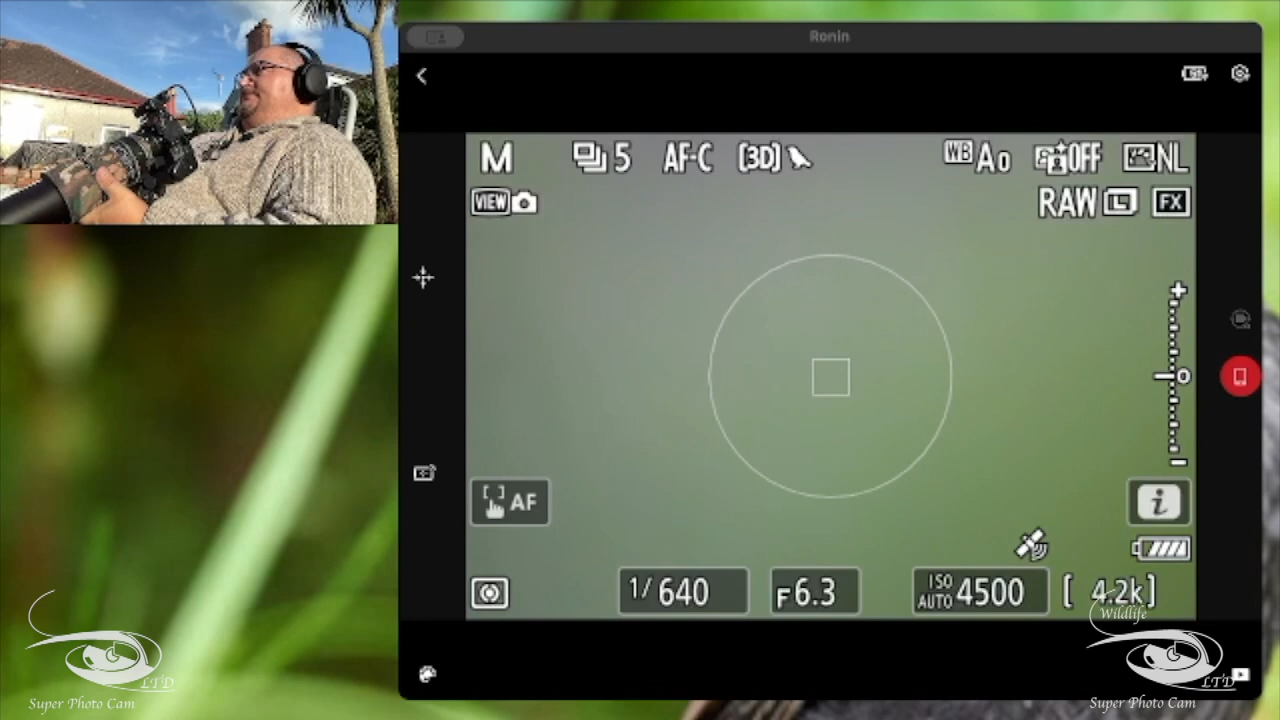 Ronin
M 5 AF-C [3D] WB A0 OFF NL
VIEW RAW L FX
+
0
-
AF i
1/640 F6.3 ISO AUTO 4500 [ 4.2k]
Wildlife
LTD LTD
Super Photo Cam Super Photo Cam